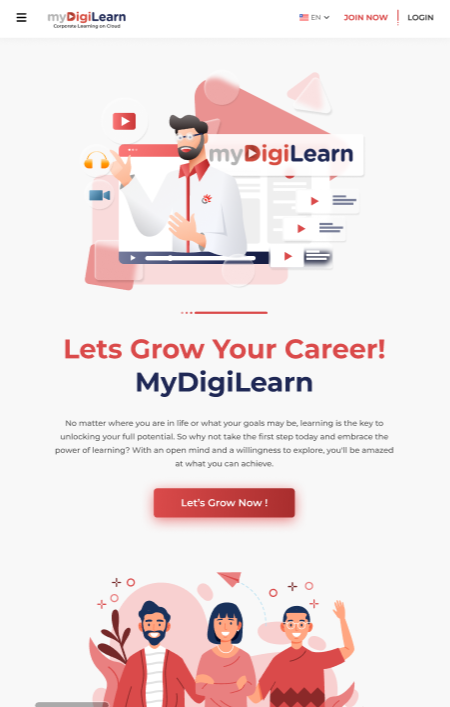 myDigiLearn
Corporate Learning on Cloud
EN
JOIN NOW
LOGIN
myDigiLearn
Lets Grow Your Career!
MyDigiLearn
No matter where you are in life or what your goals may be, learning is the key to
unlocking your full potential. So why not take the first step today and embrace the
power of learning? With an open mind and a willingness to explore, you'll be amazed
at what you can achieve.
Let's Grow Now !